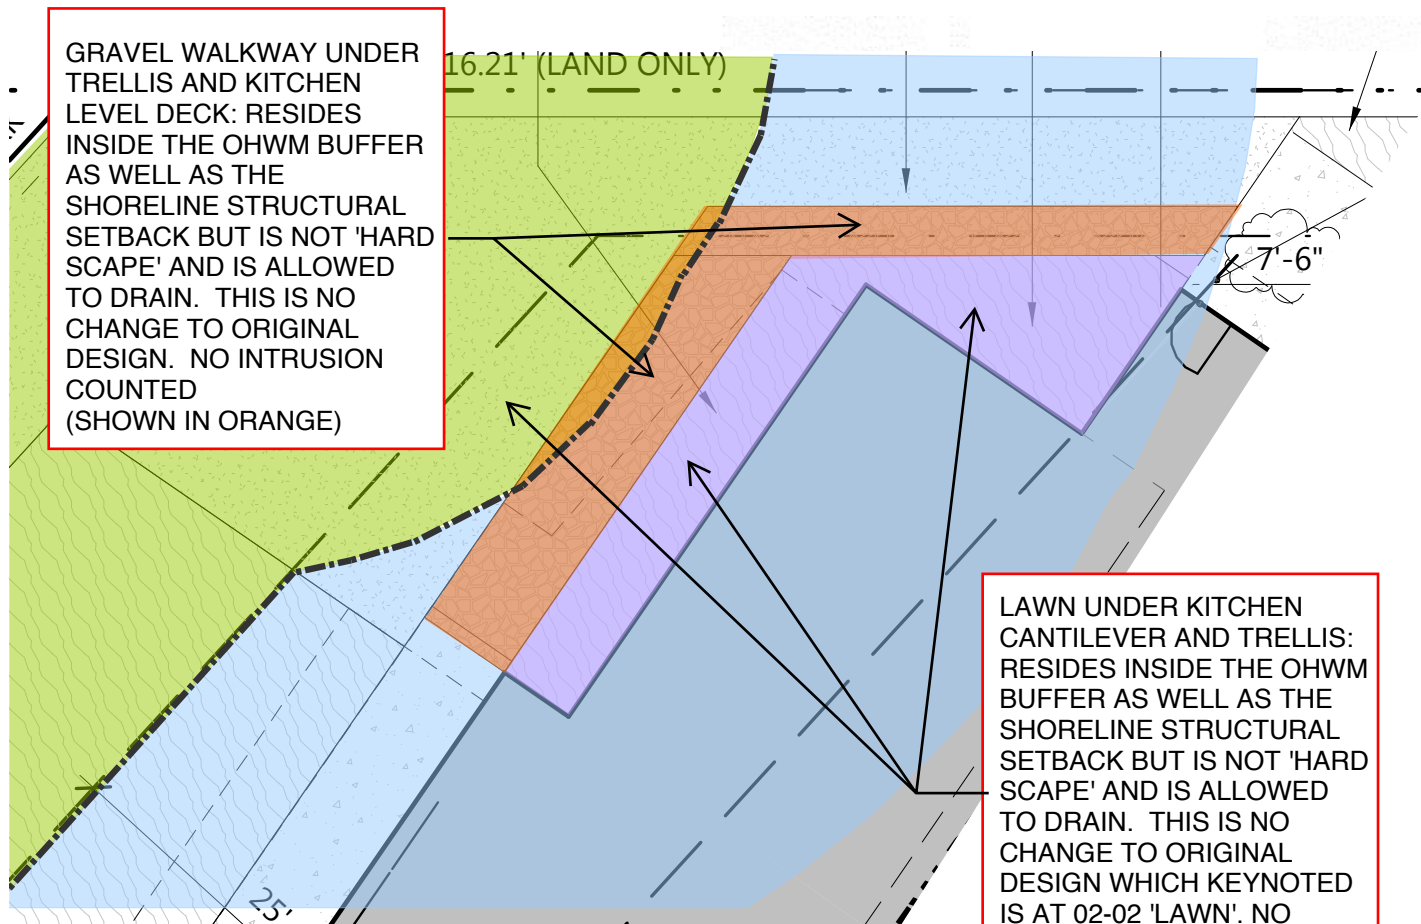 GRAVEL WALKWAY UNDER
TRELLIS AND KITCHEN
LEVEL DECK: RESIDES
INSIDE THE OHWM BUFFER
AS WELL AS THE
SHORELINE STRUCTURAL
SETBACK BUT IS NOT 'HARD
SCAPE' AND IS ALLOWED
TO DRAIN. THIS IS NO
CHANGE TO ORIGINAL
DESIGN. NO INTRUSION
COUNTED
(SHOWN IN ORANGE)
16.21' (LAND ONLY)
7'-6"
LAWN UNDER KITCHEN
CANTILEVER AND TRELLIS:
RESIDES INSIDE THE OHWM
BUFFER AS WELL AS THE
SHORELINE STRUCTURAL
SETBACK BUT IS NOT 'HARD
SCAPE' AND IS ALLOWED
TO DRAIN. THIS IS NO
CHANGE TO ORIGINAL
DESIGN WHICH KEYNOTED
IS AT 02-02 'LAWN'. NO
25'